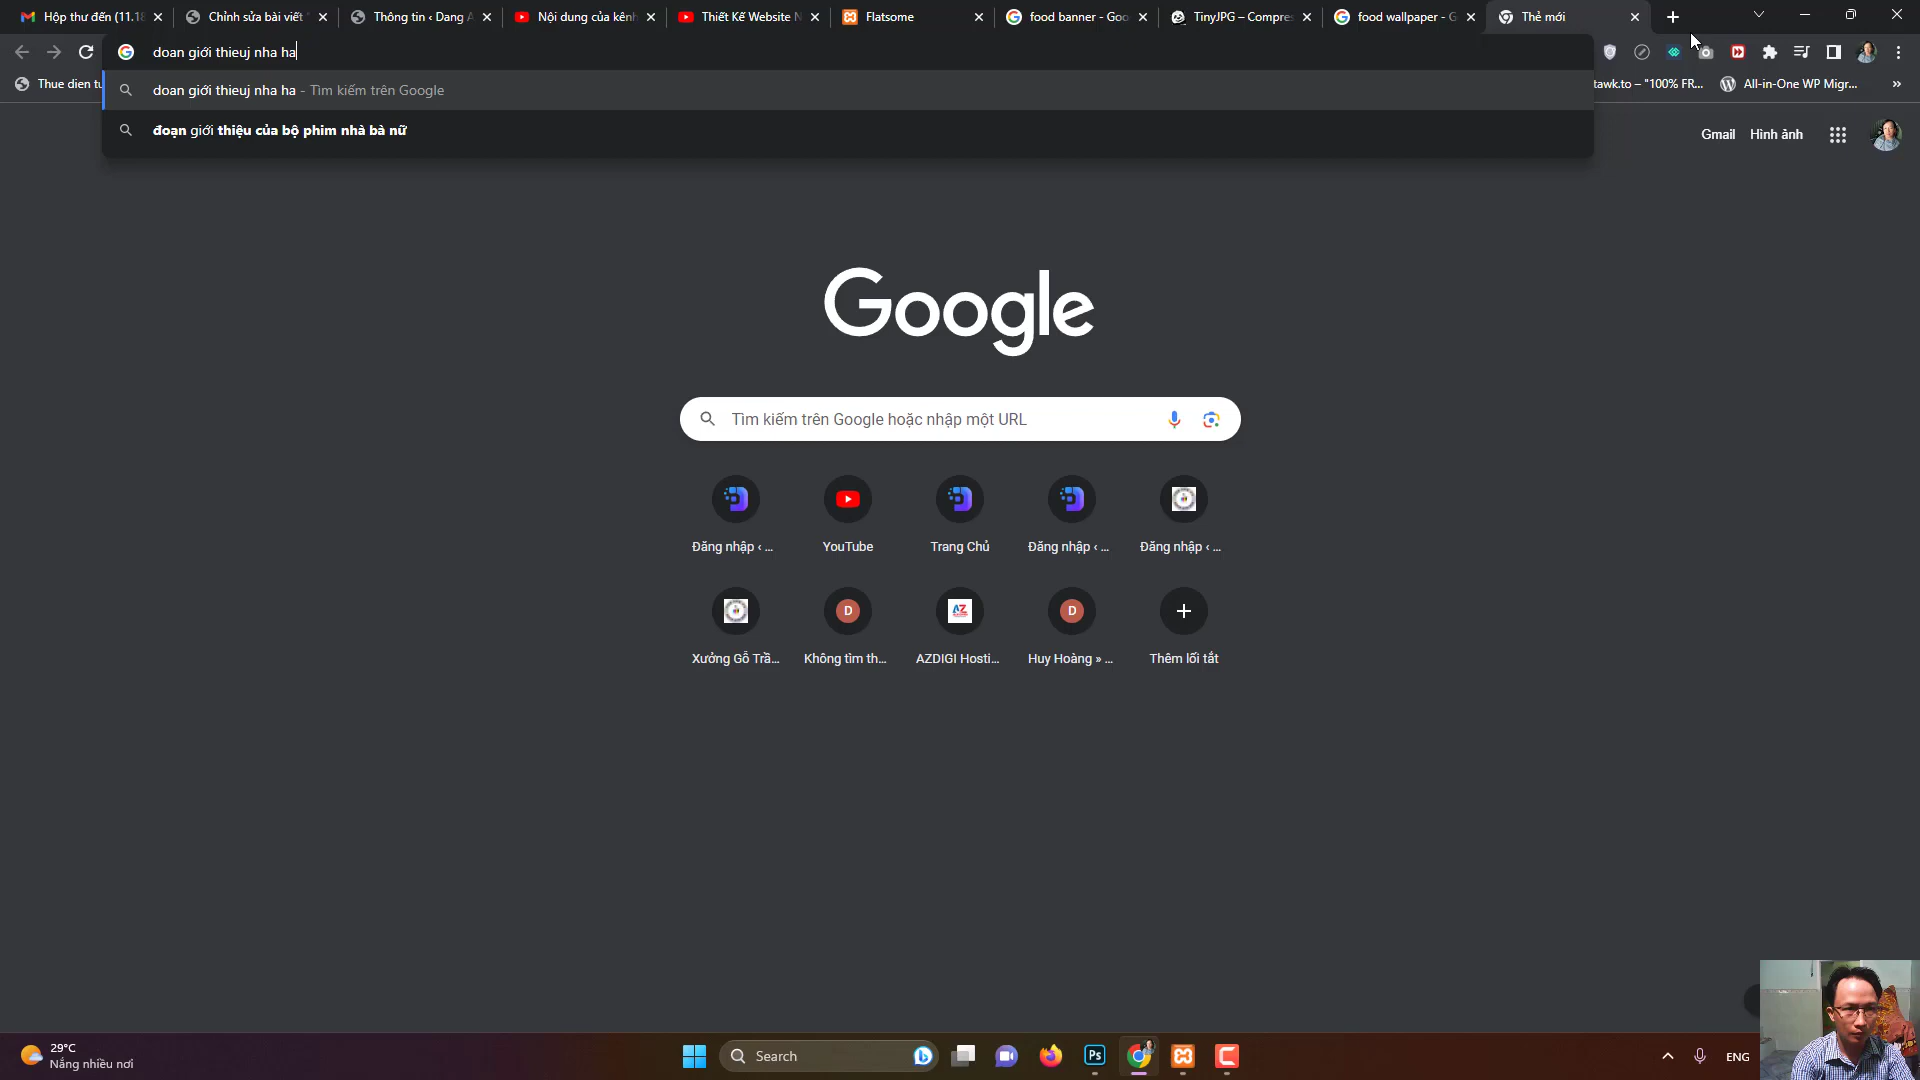 Hộp thư đến (11.18
Chỉnh sửa bài viết "
Thông tin ‹ Dang A
Nội dung của kênh
Thiết Kế Website N
Flatsome
food banner - Goo
TinyJPG – Compres
food wallpaper - G
Thẻ mới
doan giới thieuj nha ha
Thue dien tu
doan giới thieuj nha ha - Tìm kiếm trên Google
tawk.to – "100% FR...
All-in-One WP Migr...
»
đoạn giới thiệu của bộ phim nhà bà nữ
Gmail
Hình ảnh
Google
Tìm kiếm trên Google hoặc nhập một URL
Đăng nhập ‹ ...
YouTube
Trang Chủ
Đăng nhập ‹ ...
Đăng nhập ‹ ...
D
AZ
D
Xưởng Gỗ Trầ...
Không tìm th...
AZDIGI Hosti...
Huy Hoàng » ...
Thêm lối tắt
29°C
Nắng nhiều nơi
Search
Ps
ENG